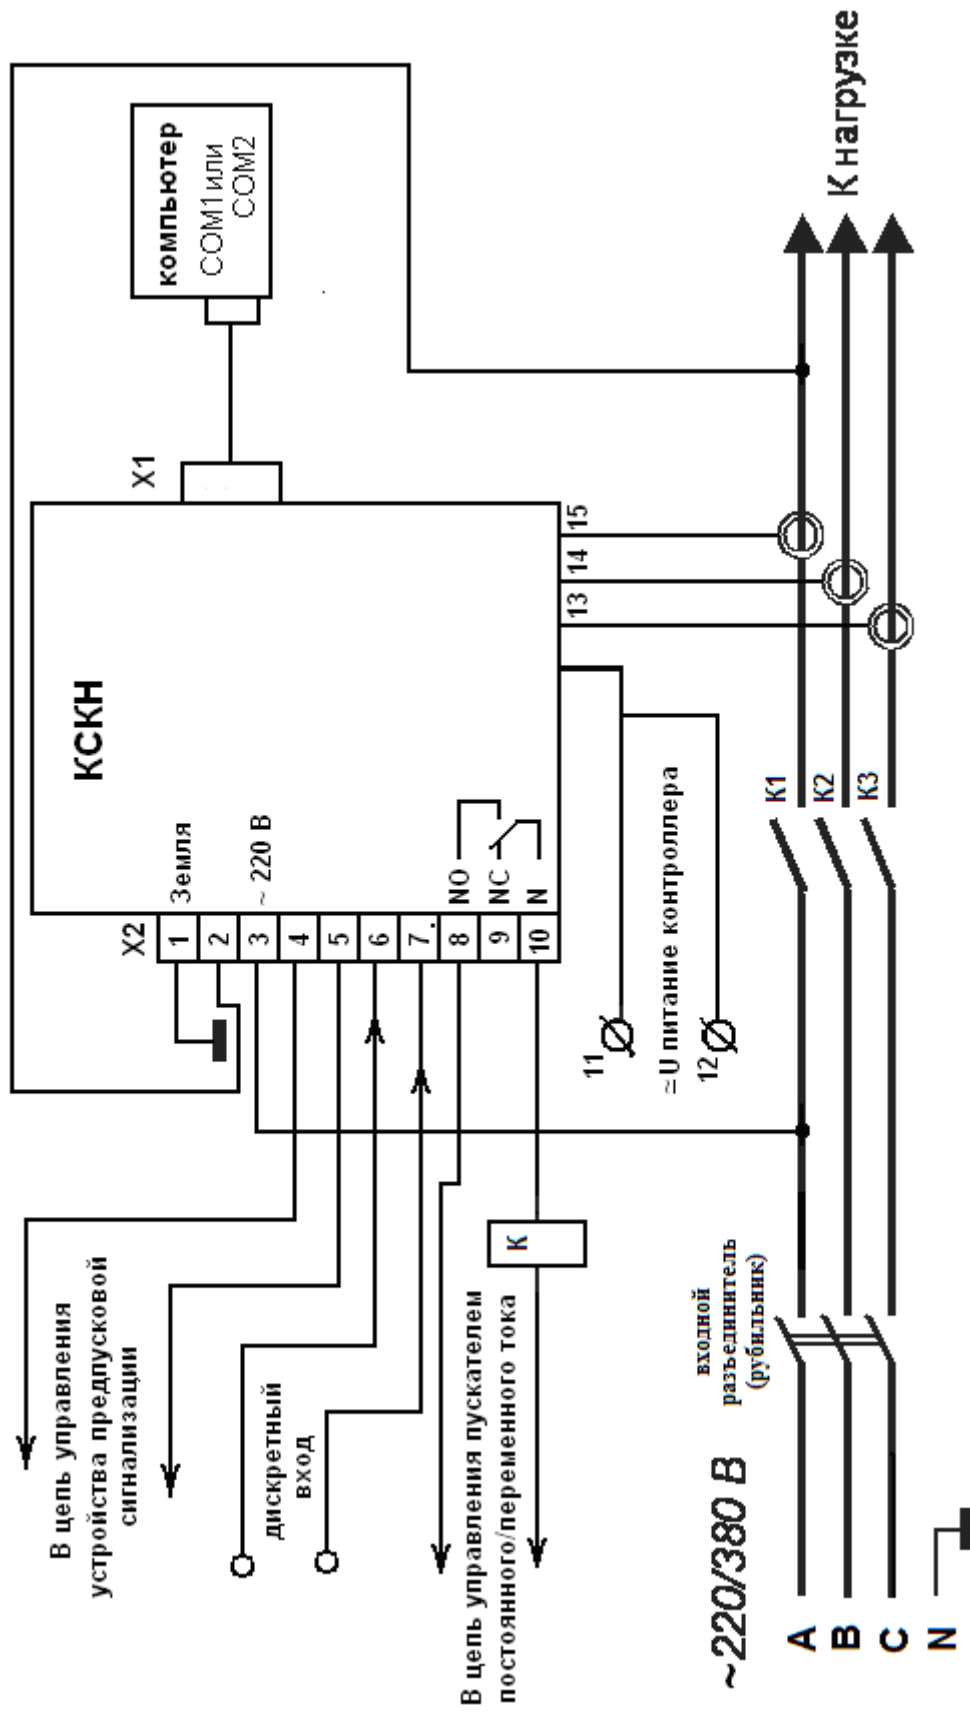 В цепь управления
устройства предпусковой
сигнализации
дискретный
вход
В цепь управления пускателем
постоянного/переменного тока
К
X2
1
2
3
4
5
6
7.
8
9
10
Земля
~ 220 В
NO
NC
N
КСКН
X1
компьютер
COM1 или
COM2
13
14
15
11
≃U питание контроллера
12
~220/380 В
A
B
C
N
входной
разъединитель
(рубильник)
К1
К2
К3
К нагрузке